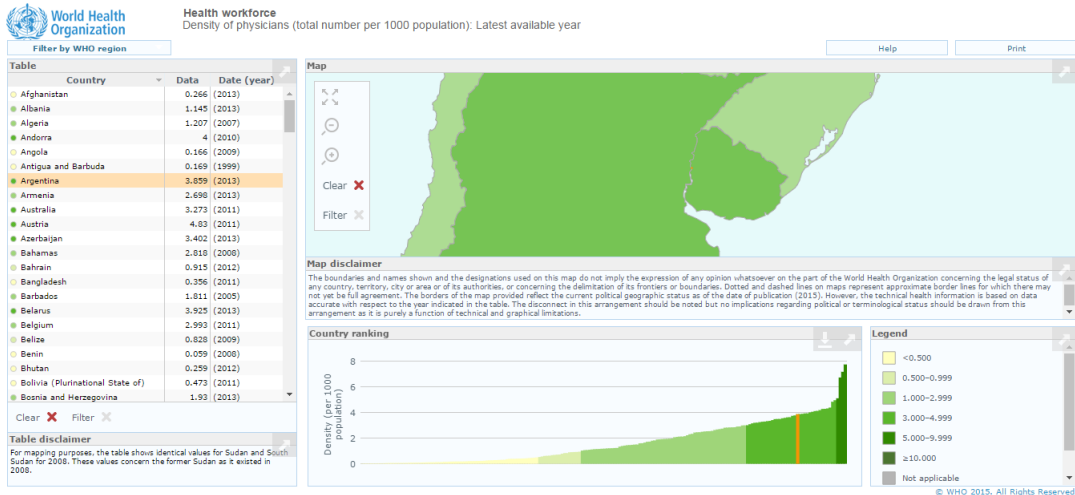 World Health
Organization
Health workforce
Density of physicians (total number per 1000 population): Latest available year
Filter by WHO region
Help
Print
Table
Country Data Date (year)
Afghanistan 0.266 (2013)
Albania 1.145 (2013)
Algeria 1.207 (2007)
Andorra 4 (2010)
Angola 0.166 (2009)
Antigua and Barbuda 0.169 (1999)
Argentina 3.859 (2013)
Armenia 2.698 (2013)
Australia 3.273 (2011)
Austria 4.83 (2011)
Azerbaijan 3.402 (2013)
Bahamas 2.818 (2008)
Bahrain 0.915 (2012)
Bangladesh 0.356 (2011)
Barbados 1.811 (2005)
Belarus 3.925 (2013)
Belgium 2.993 (2011)
Belize 0.828 (2009)
Benin 0.059 (2008)
Bhutan 0.259 (2012)
Bolivia (Plurinational State of) 0.473 (2011)
Bosnia and Herzegovina 1.93 (2013)
Clear Filter
Table disclaimer
For mapping purposes, the table shows identical values for Sudan and South
Sudan for 2008. These values concern the former Sudan as it existed in
2008.
Map
Clear
Filter
Map disclaimer
The boundaries and names shown and the designations used on this map do not imply the expression of any opinion whatsoever on the part of the World Health Organization concerning the legal status of
any country, territory, city or area or of its authorities, or concerning the delimitation of its frontiers or boundaries. Dotted and dashed lines on maps represent approximate border lines for which there may
not yet be full agreement. The borders of the map provided reflect the current political geographic status as of the date of publication (2015). However, the technical health information is based on data
accurate with respect to the year indicated in the table. The disconnect in this arrangement should be noted but no implications regarding political or terminological status should be drawn from this
arrangement as it is purely a function of technical and graphical limitations.
Country ranking
Density (per 1000
population)
8
6
4
2
0
Legend
<0.500
0.500–0.999
1.000–2.999
3.000–4.999
5.000–9.999
≥10.000
Not applicable
© WHO 2015. All Rights Reserved